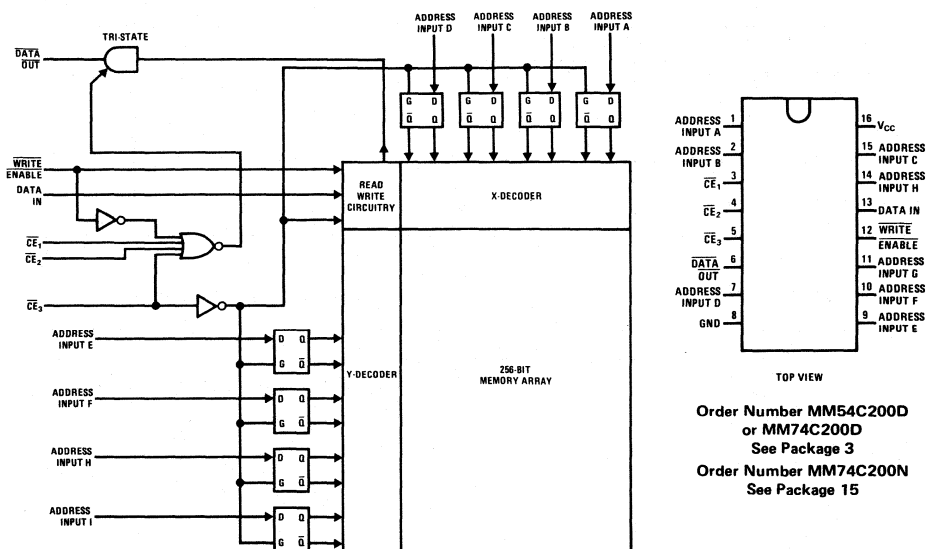 TRI-STATE
DATA
OUT
WRITE
ENABLE
DATA
IN
CE1
CE2
CE3
ADDRESS
INPUT D
ADDRESS
INPUT C
ADDRESS
INPUT B
ADDRESS
INPUT A
G D
Q Q
G D
Q Q
G D
Q Q
G D
Q Q
READ
WRITE
CIRCUITRY
X-DECODER
Y-DECODER
256-BIT
MEMORY ARRAY
ADDRESS
INPUT E
D Q
G Q
ADDRESS
INPUT F
D Q
G Q
ADDRESS
INPUT H
D Q
G Q
ADDRESS
INPUT I
D Q
G Q
ADDRESS
INPUT A
1
ADDRESS
INPUT B
2
CE1
3
CE2
4
CE3
5
DATA
OUT
6
ADDRESS
INPUT D
7
GND
8
16
VCC
15
ADDRESS
INPUT C
14
ADDRESS
INPUT H
13
DATA IN
12
WRITE
ENABLE
11
ADDRESS
INPUT G
10
ADDRESS
INPUT F
9
ADDRESS
INPUT E
TOP VIEW
Order Number MM54C200D
or MM74C200D
See Package 3
Order Number MM74C200N
See Package 15